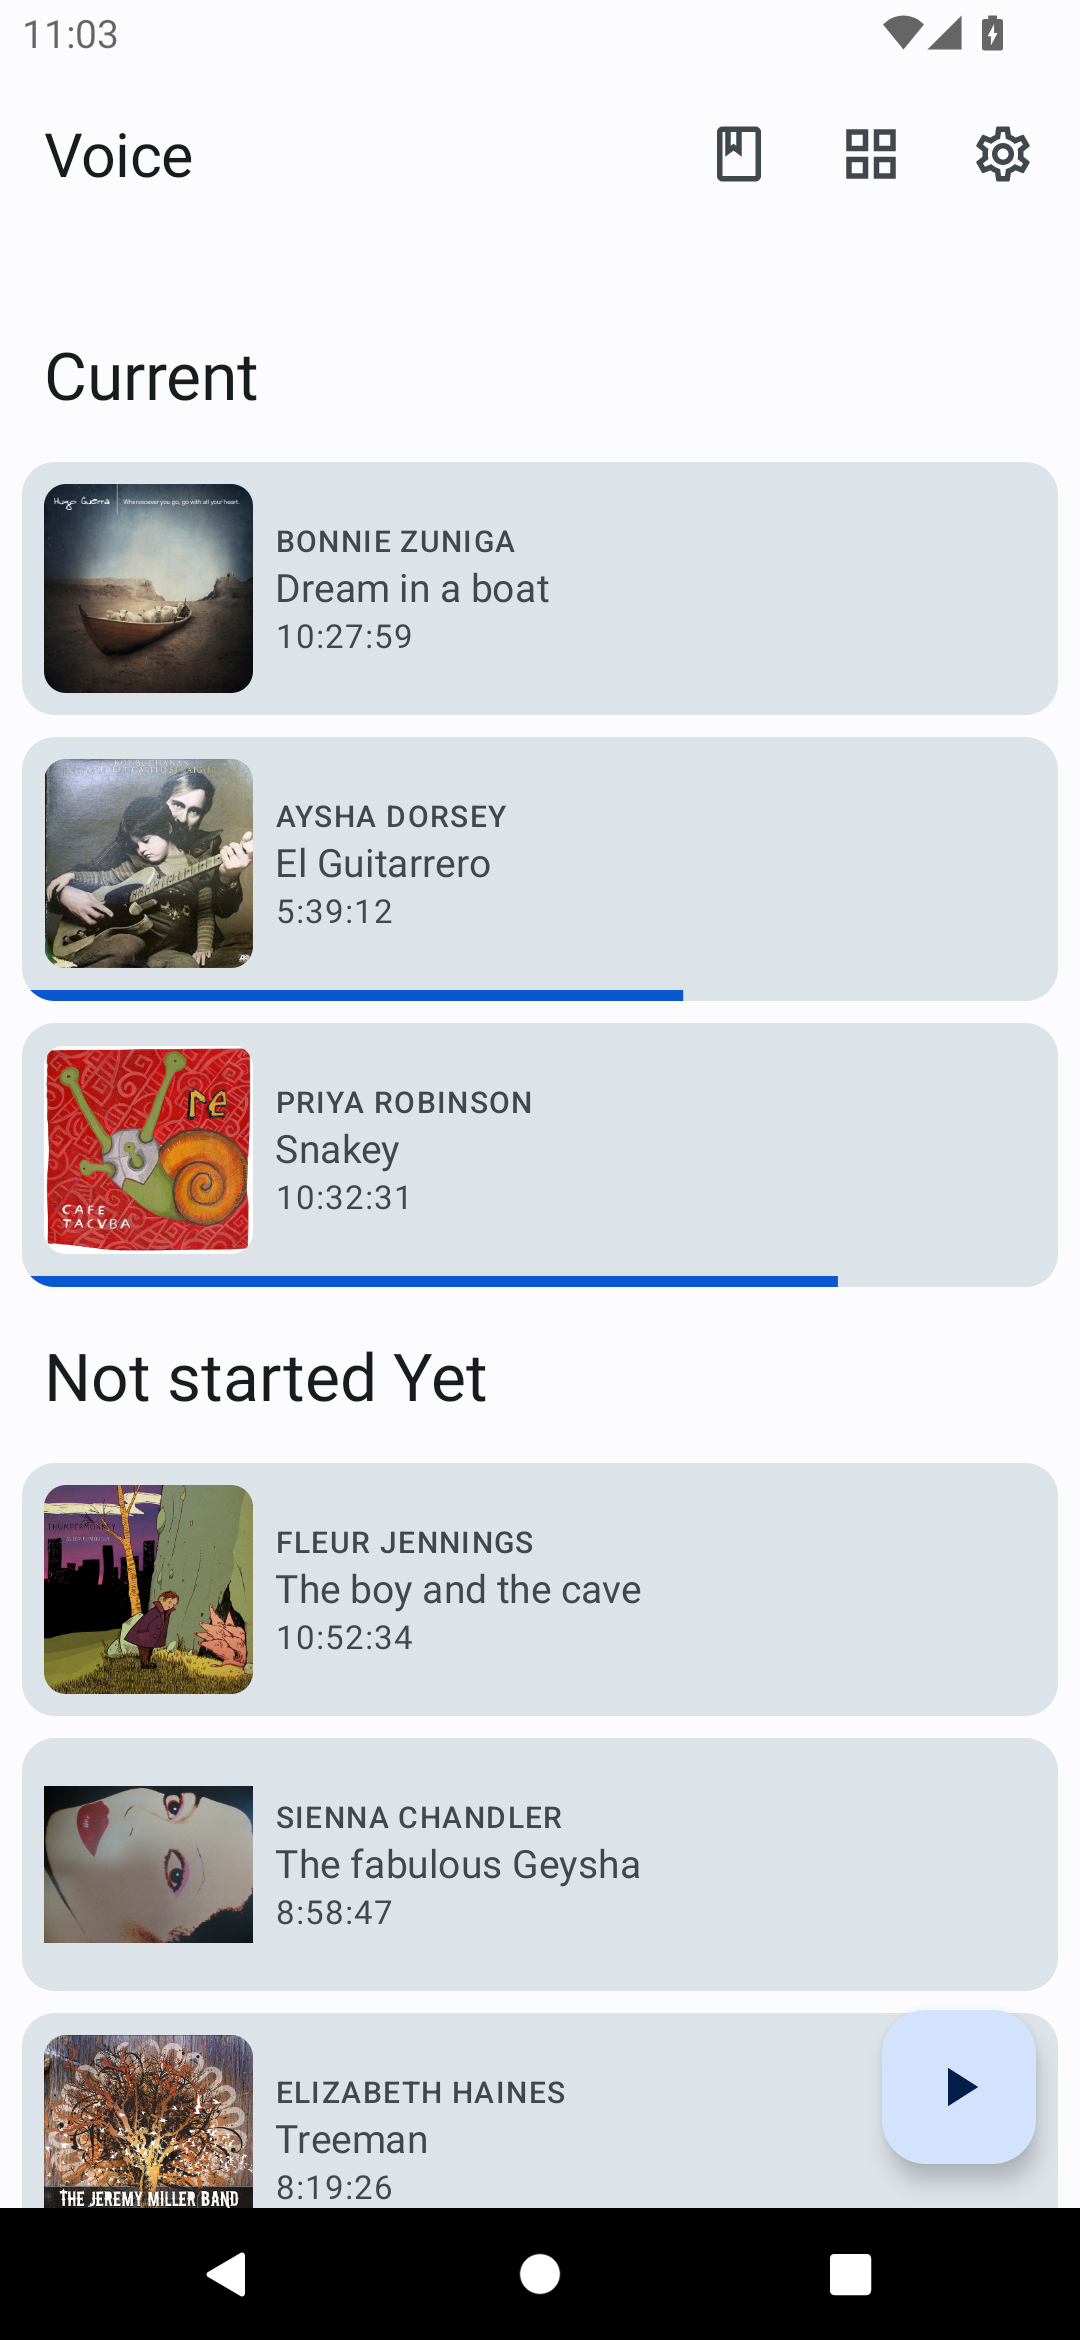 11:03
Voice
Current
Hugo Guerra
Wheresoever you go, go with all your heart.
BONNIE ZUNIGA
Dream in a boat
10:27:59
AYSHA DORSEY
El Guitarrero
5:39:12
re
CAFE
TACVBA
PRIYA ROBINSON
Snakey
10:32:31
Not started Yet
THUMPERMONKEY
FLEUR JENNINGS
The boy and the cave
10:52:34
SIENNA CHANDLER
The fabulous Geysha
8:58:47
THE JEREMY MILLER BAND
ELIZABETH HAINES
Treeman
8:19:26